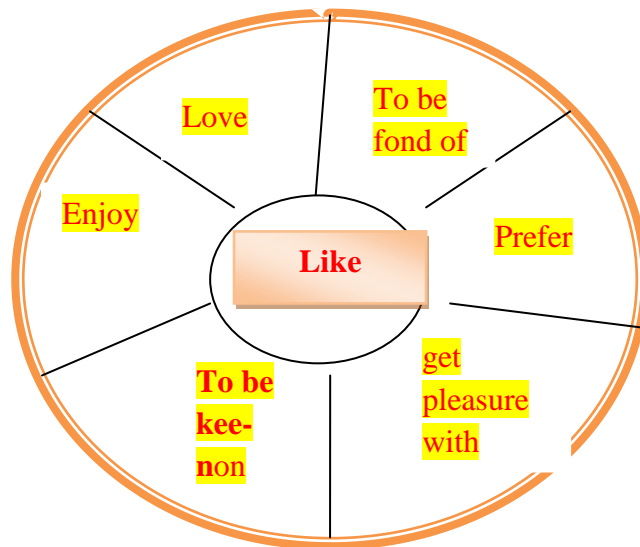 Love
To be
fond of
Enjoy
Prefer
Like
To be
kee-
non
get
pleasure
with